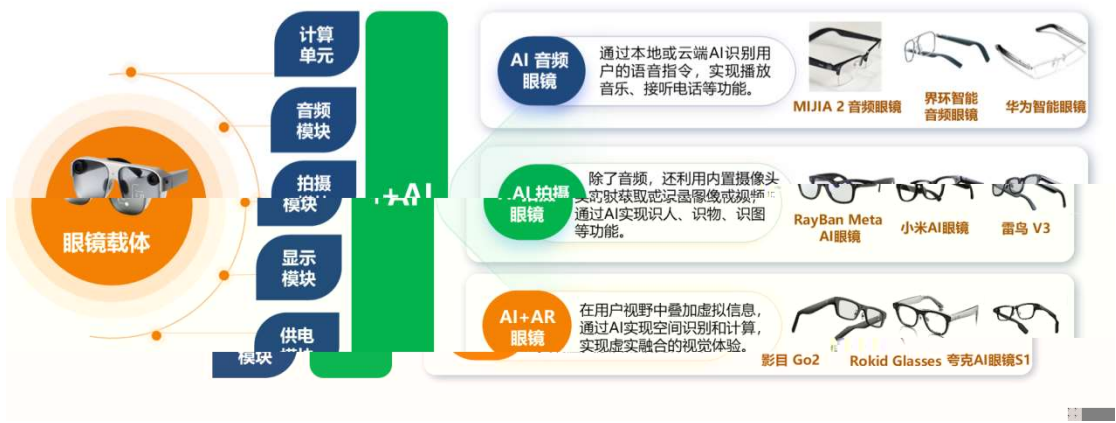 计算
单元
音频
模块
拍摄
模块
显示
模块
供电
模块
眼镜载体
+AI
AI 音频
眼镜
通过本地或云端AI识别用
户的语音指令，实现播放
音乐、接听电话等功能。
MIJIA 2 音频眼镜
界环智能
音频眼镜
华为智能眼镜
AI 拍摄
眼镜
除了音频，还利用内置摄像头
通过AI实现识人、识物、识图
等功能。
RayBan Meta
AI眼镜
小米AI眼镜
雷鸟 V3
AI+AR
眼镜
在用户视野中叠加虚拟信息，
通过AI实现空间识别和计算，
实现虚实融合的视觉体验。
影目 Go2
Rokid Glasses
夸克AI眼镜S1